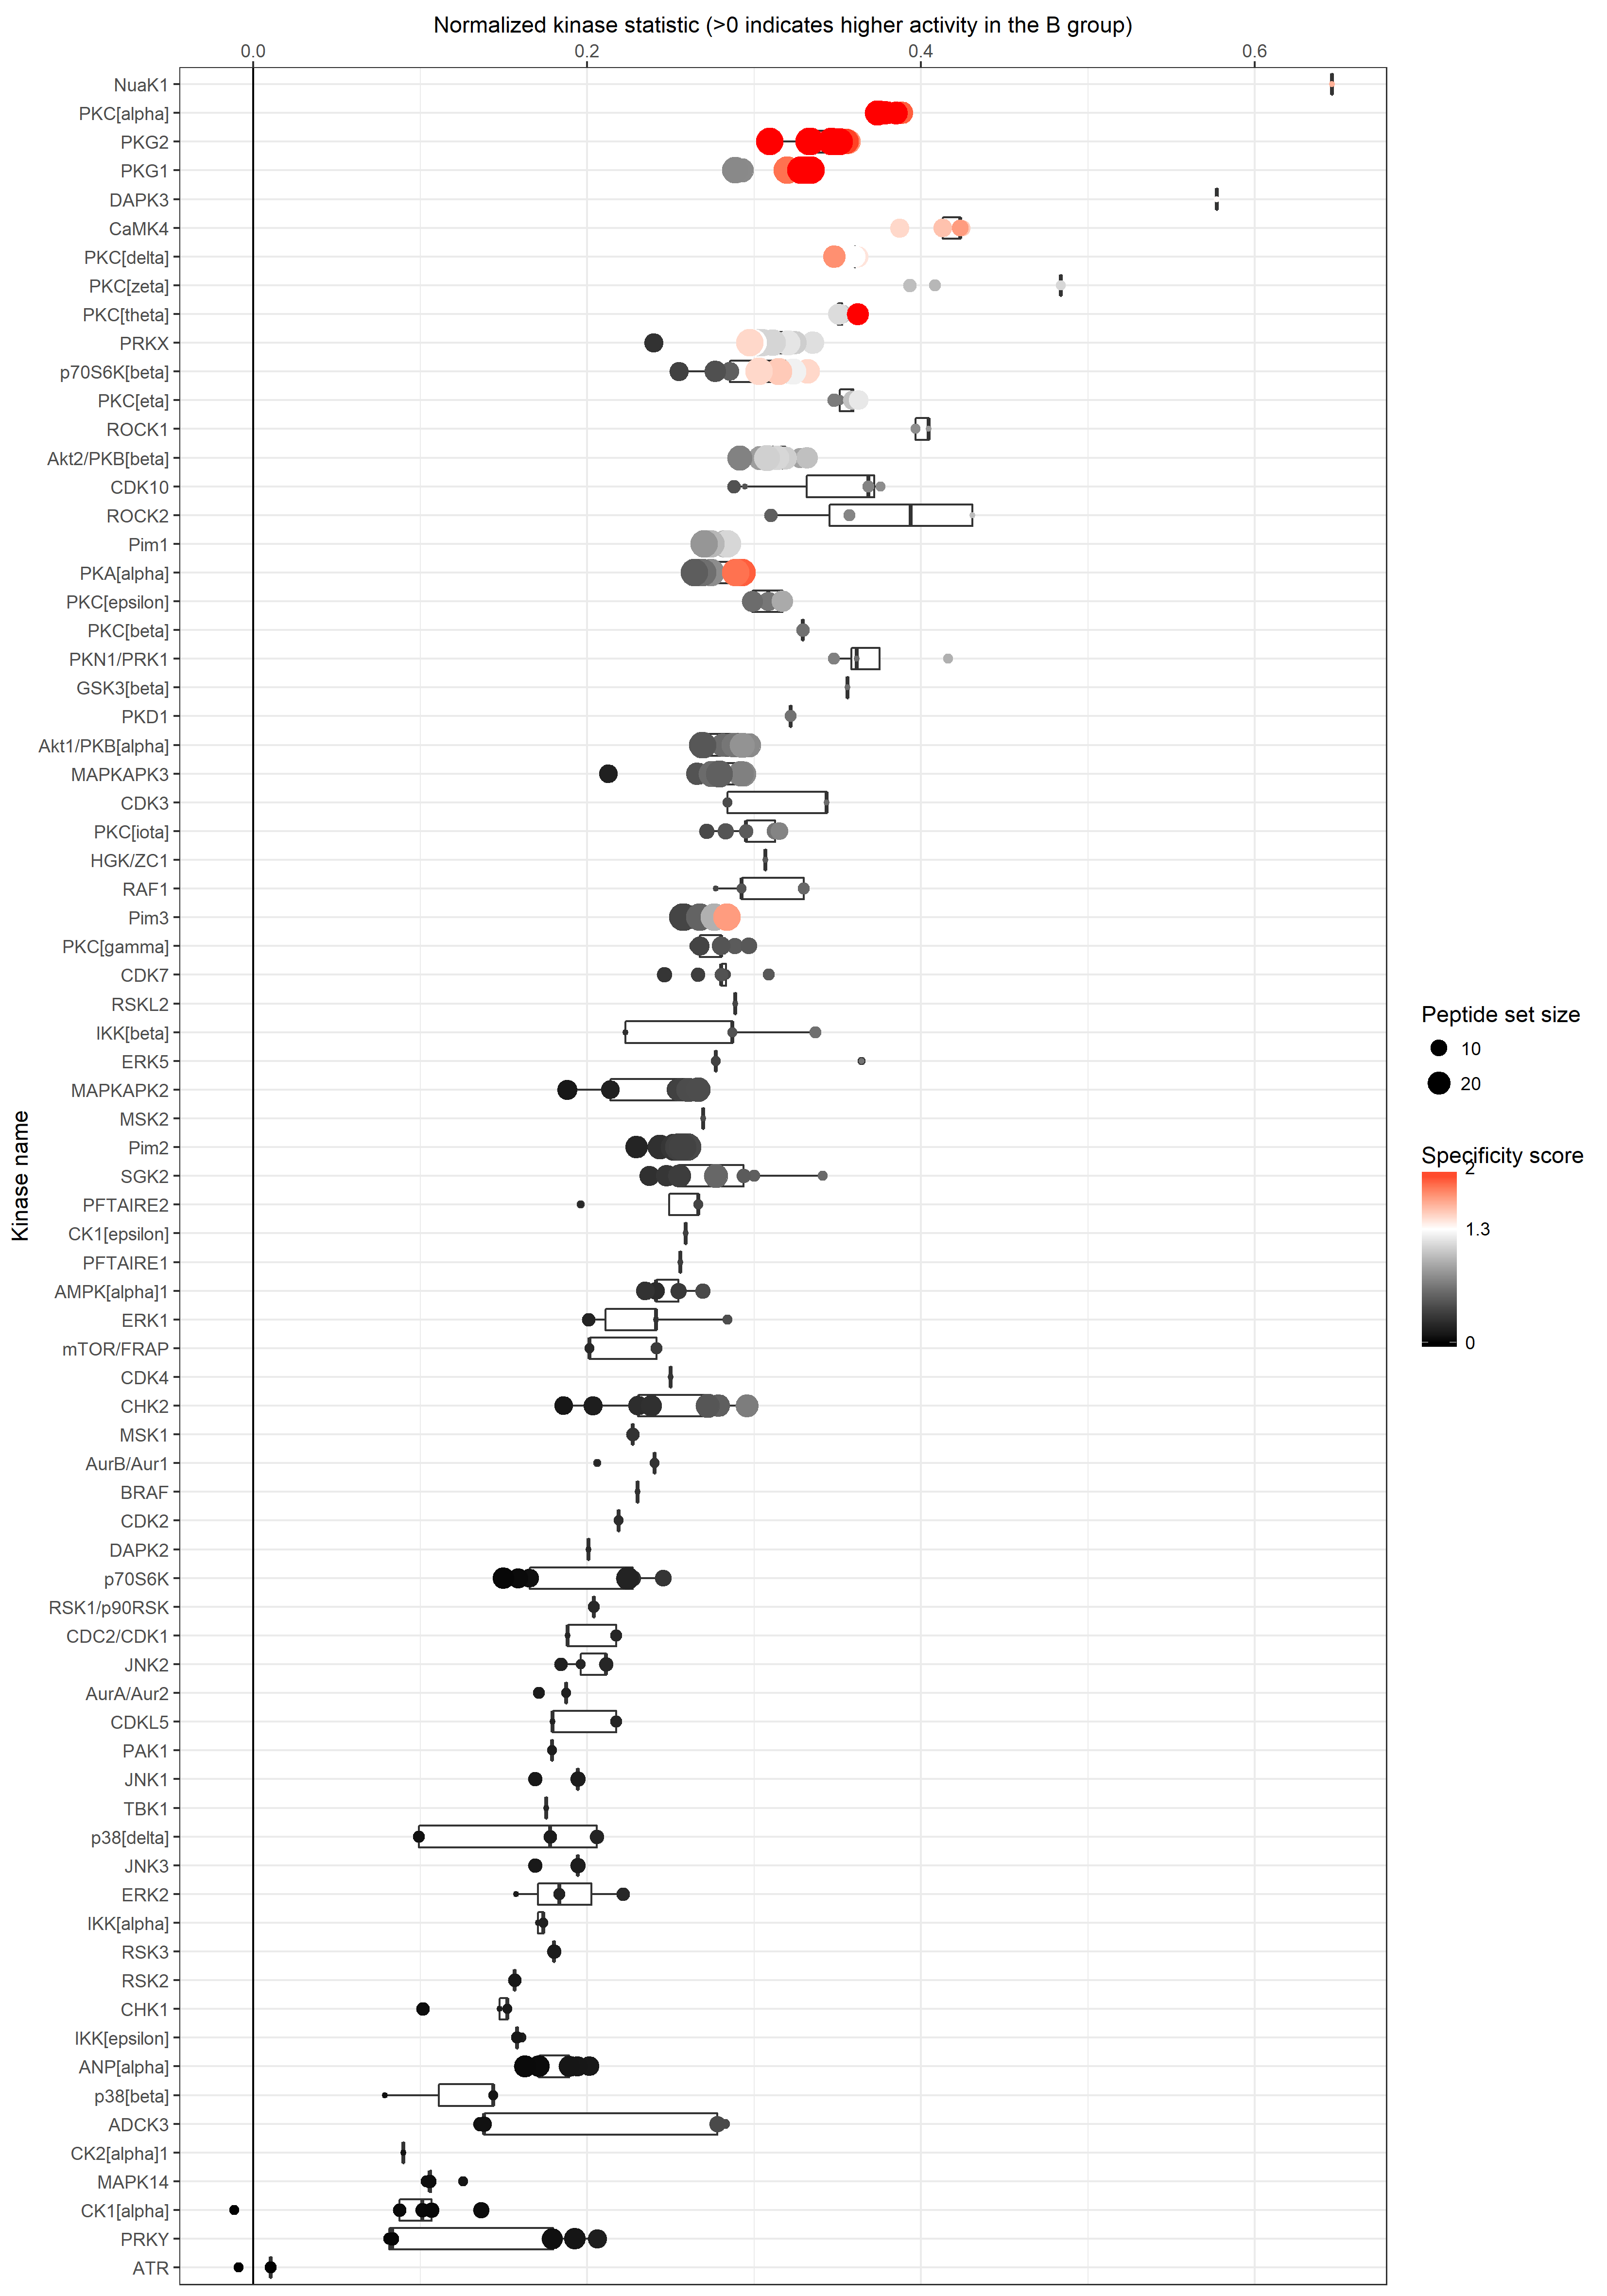 Normalized kinase statistic (>0 indicates higher activity in the B group)
0.0 0.2 0.4 0.6
Kinase name
NuaK1
PKC[alpha]
PKG2
PKG1
DAPK3
CaMK4
PKC[delta]
PKC[zeta]
PKC[theta]
PRKX
p70S6K[beta]
PKC[eta]
ROCK1
Akt2/PKB[beta]
CDK10
ROCK2
Pim1
PKA[alpha]
PKC[epsilon]
PKC[beta]
PKN1/PRK1
GSK3[beta]
PKD1
Akt1/PKB[alpha]
MAPKAPK3
CDK3
PKC[iota]
HGK/ZC1
RAF1
Pim3
PKC[gamma]
CDK7
RSKL2
IKK[beta]
ERK5
MAPKAPK2
MSK2
Pim2
SGK2
PFTAIRE2
CK1[epsilon]
PFTAIRE1
AMPK[alpha]1
ERK1
mTOR/FRAP
CDK4
CHK2
MSK1
AurB/Aur1
BRAF
CDK2
DAPK2
p70S6K
RSK1/p90RSK
CDC2/CDK1
JNK2
AurA/Aur2
CDKL5
PAK1
JNK1
TBK1
p38[delta]
JNK3
ERK2
IKK[alpha]
RSK3
RSK2
CHK1
IKK[epsilon]
ANP[alpha]
p38[beta]
ADCK3
CK2[alpha]1
MAPK14
CK1[alpha]
PRKY
ATR
Peptide set size
10
20
Specificity score
2
1.3
0